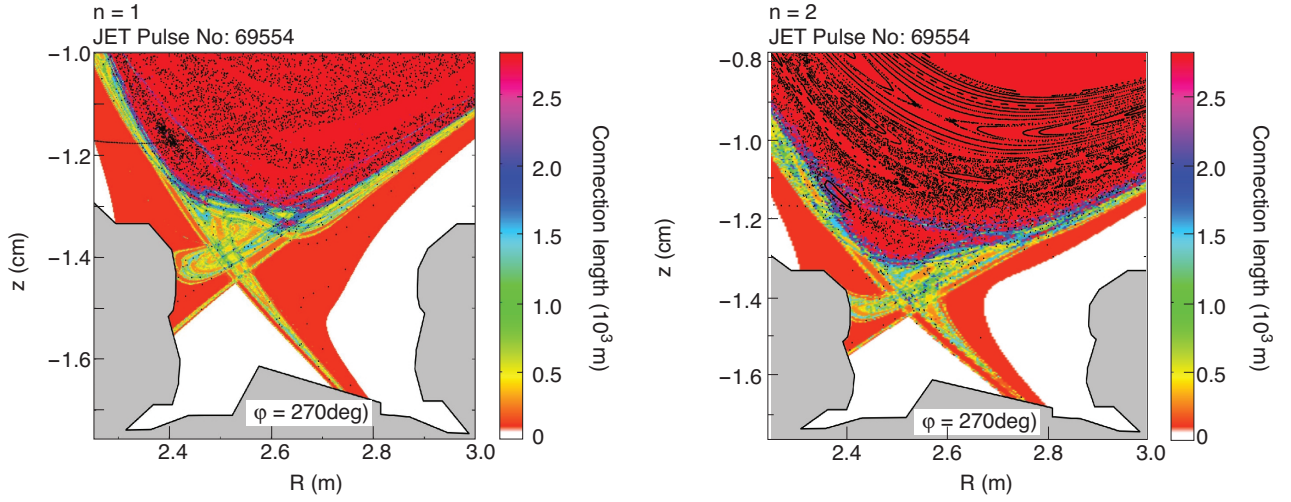 n = 1
JET Pulse No: 69554
−1.0
−1.2
−1.4
−1.6
z (cm)
2.4
2.6
2.8
3.0
R (m)
φ = 270deg)
2.5
2.0
1.5
1.0
0.5
0
Connection length (10³ m)
n = 2
JET Pulse No: 69554
−0.8
−1.0
−1.2
−1.4
−1.6
z (cm)
2.4
2.6
2.8
3.0
R (m)
φ = 270deg)
2.5
2.0
1.5
1.0
0.5
0
Connection length (10³ m)